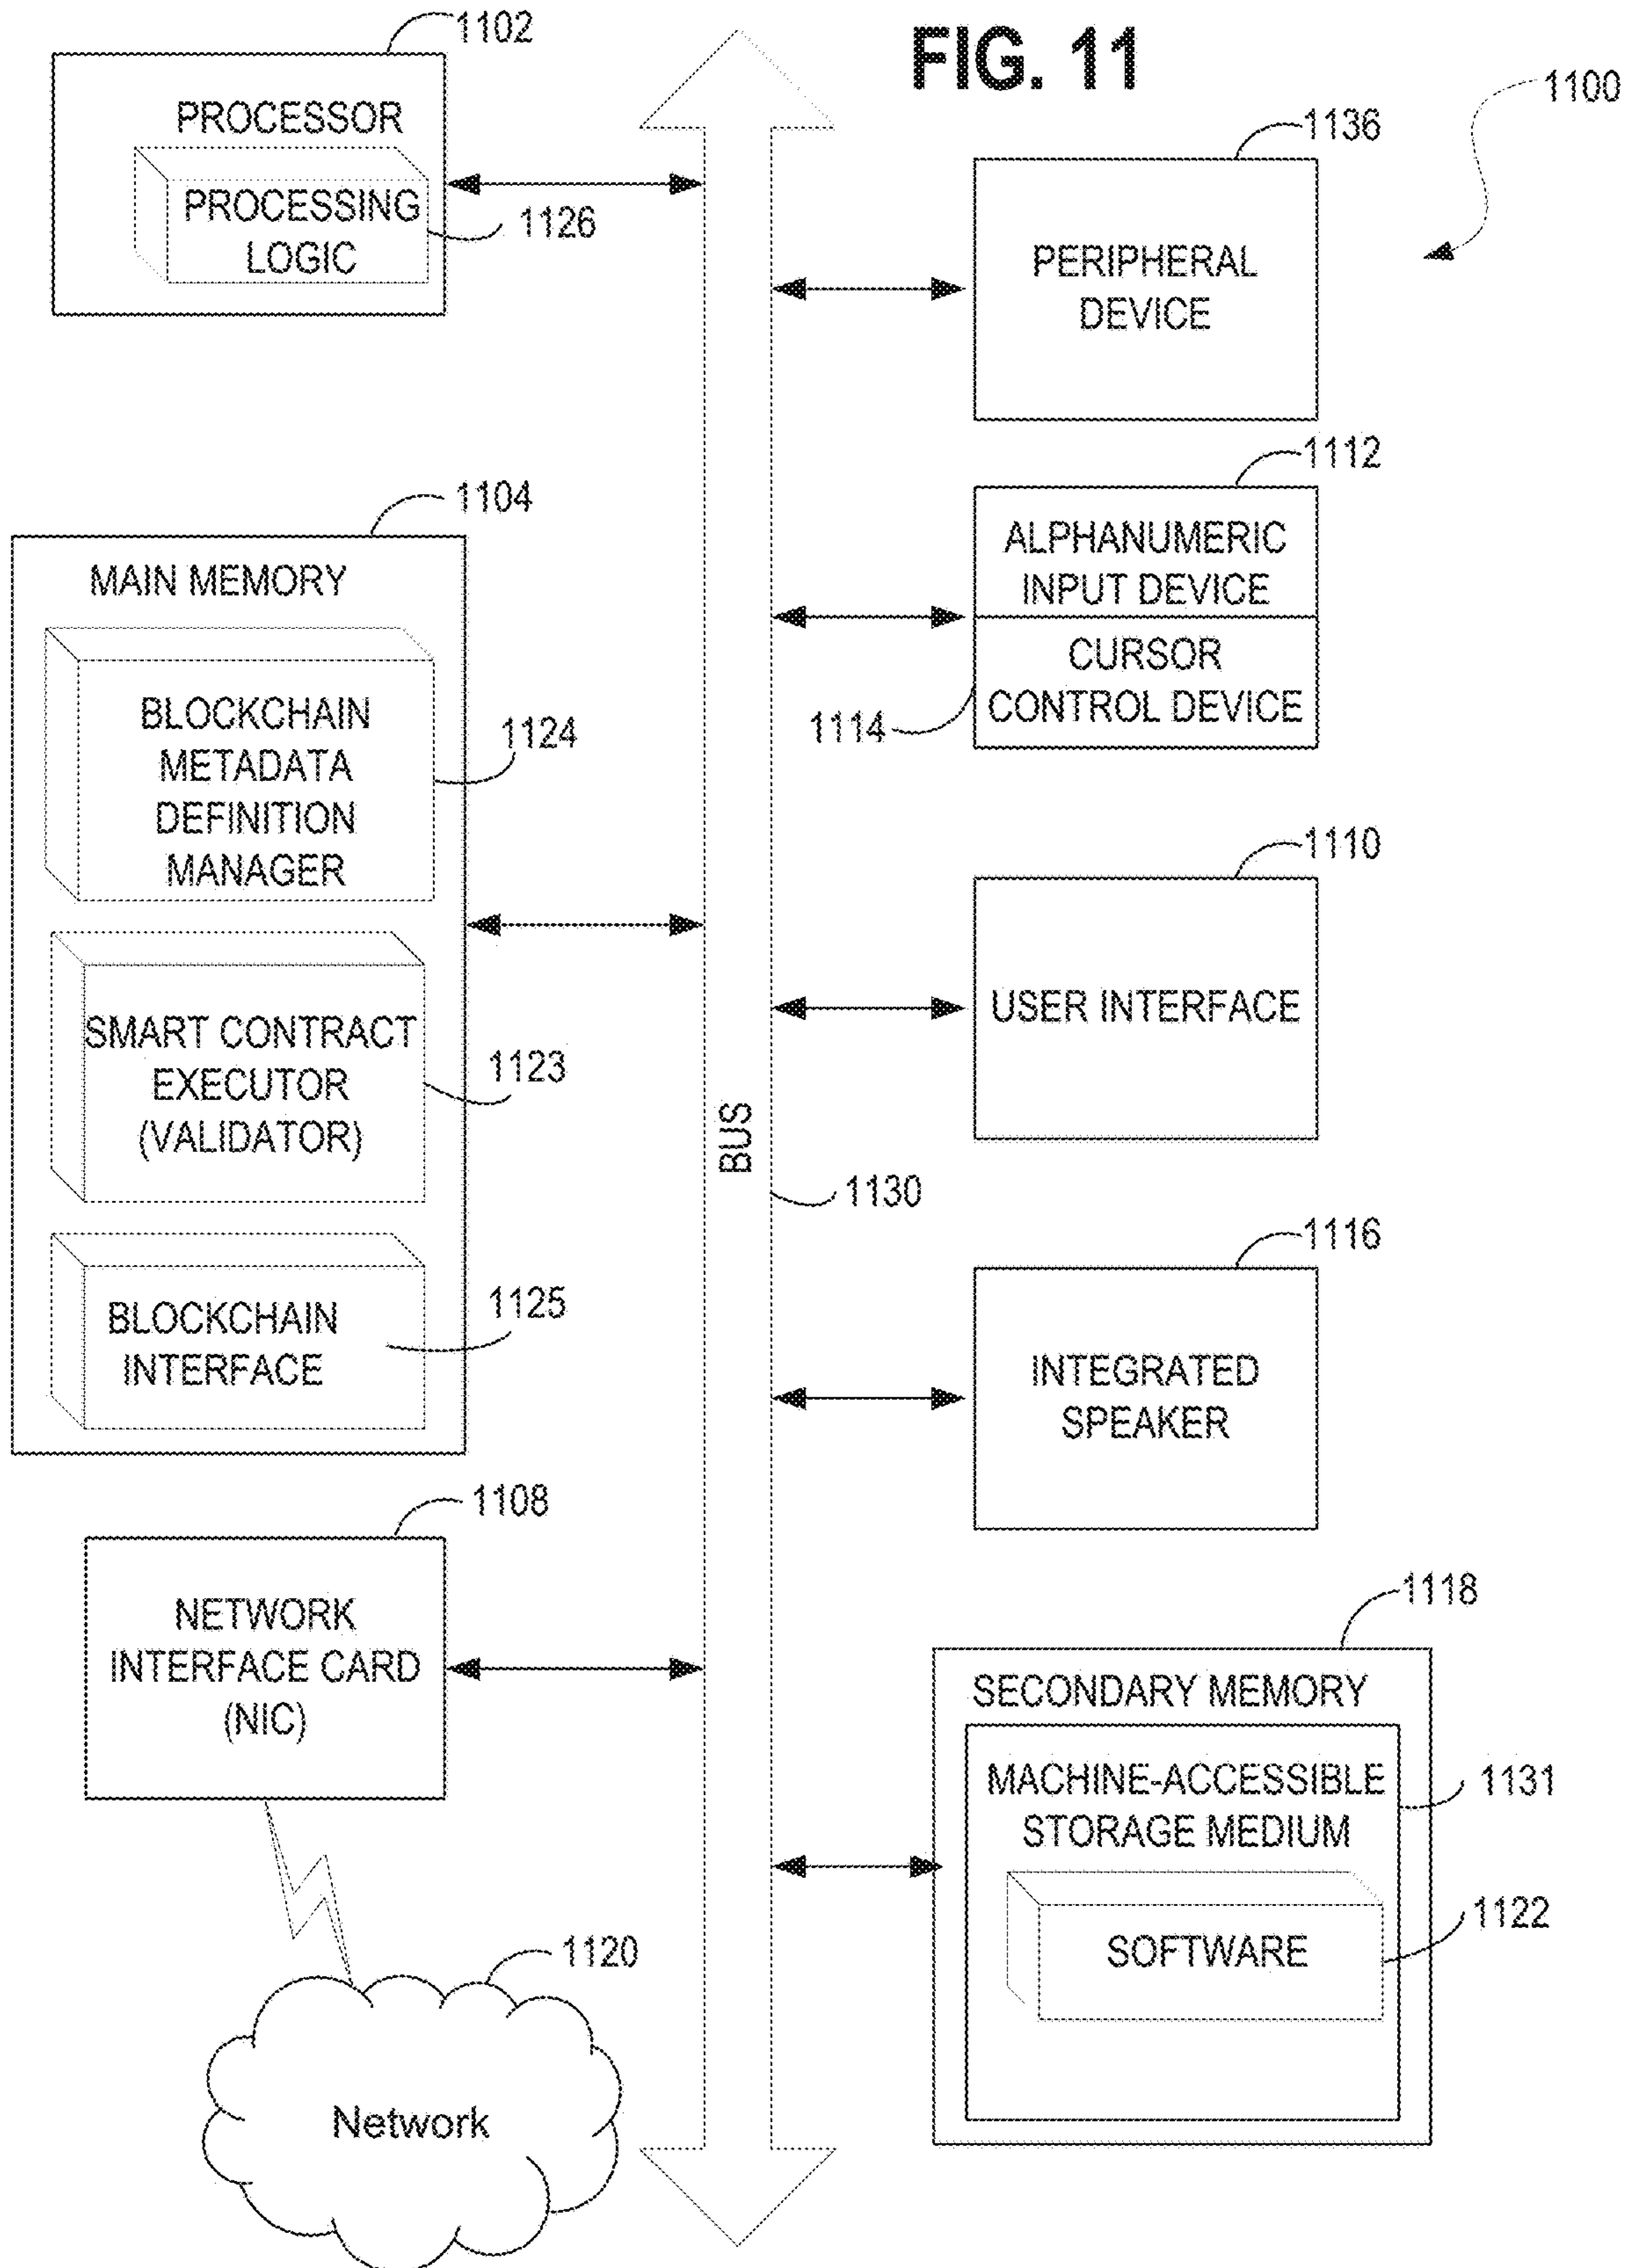 FIG. 11
1100
1102
PROCESSOR
PROCESSING
LOGIC
1126
1136
PERIPHERAL
DEVICE
1112
ALPHANUMERIC
INPUT DEVICE
CURSOR
CONTROL DEVICE
1114
1104
MAIN MEMORY
BLOCKCHAIN
METADATA
DEFINITION
MANAGER
1124
SMART CONTRACT
EXECUTOR
(VALIDATOR)
1123
BLOCKCHAIN
INTERFACE
1125
1110
USER INTERFACE
BUS
1130
1116
INTEGRATED
SPEAKER
1108
NETWORK
INTERFACE CARD
(NIC)
1118
SECONDARY MEMORY
MACHINE-ACCESSIBLE
STORAGE MEDIUM
1131
SOFTWARE
1122
1120
Network